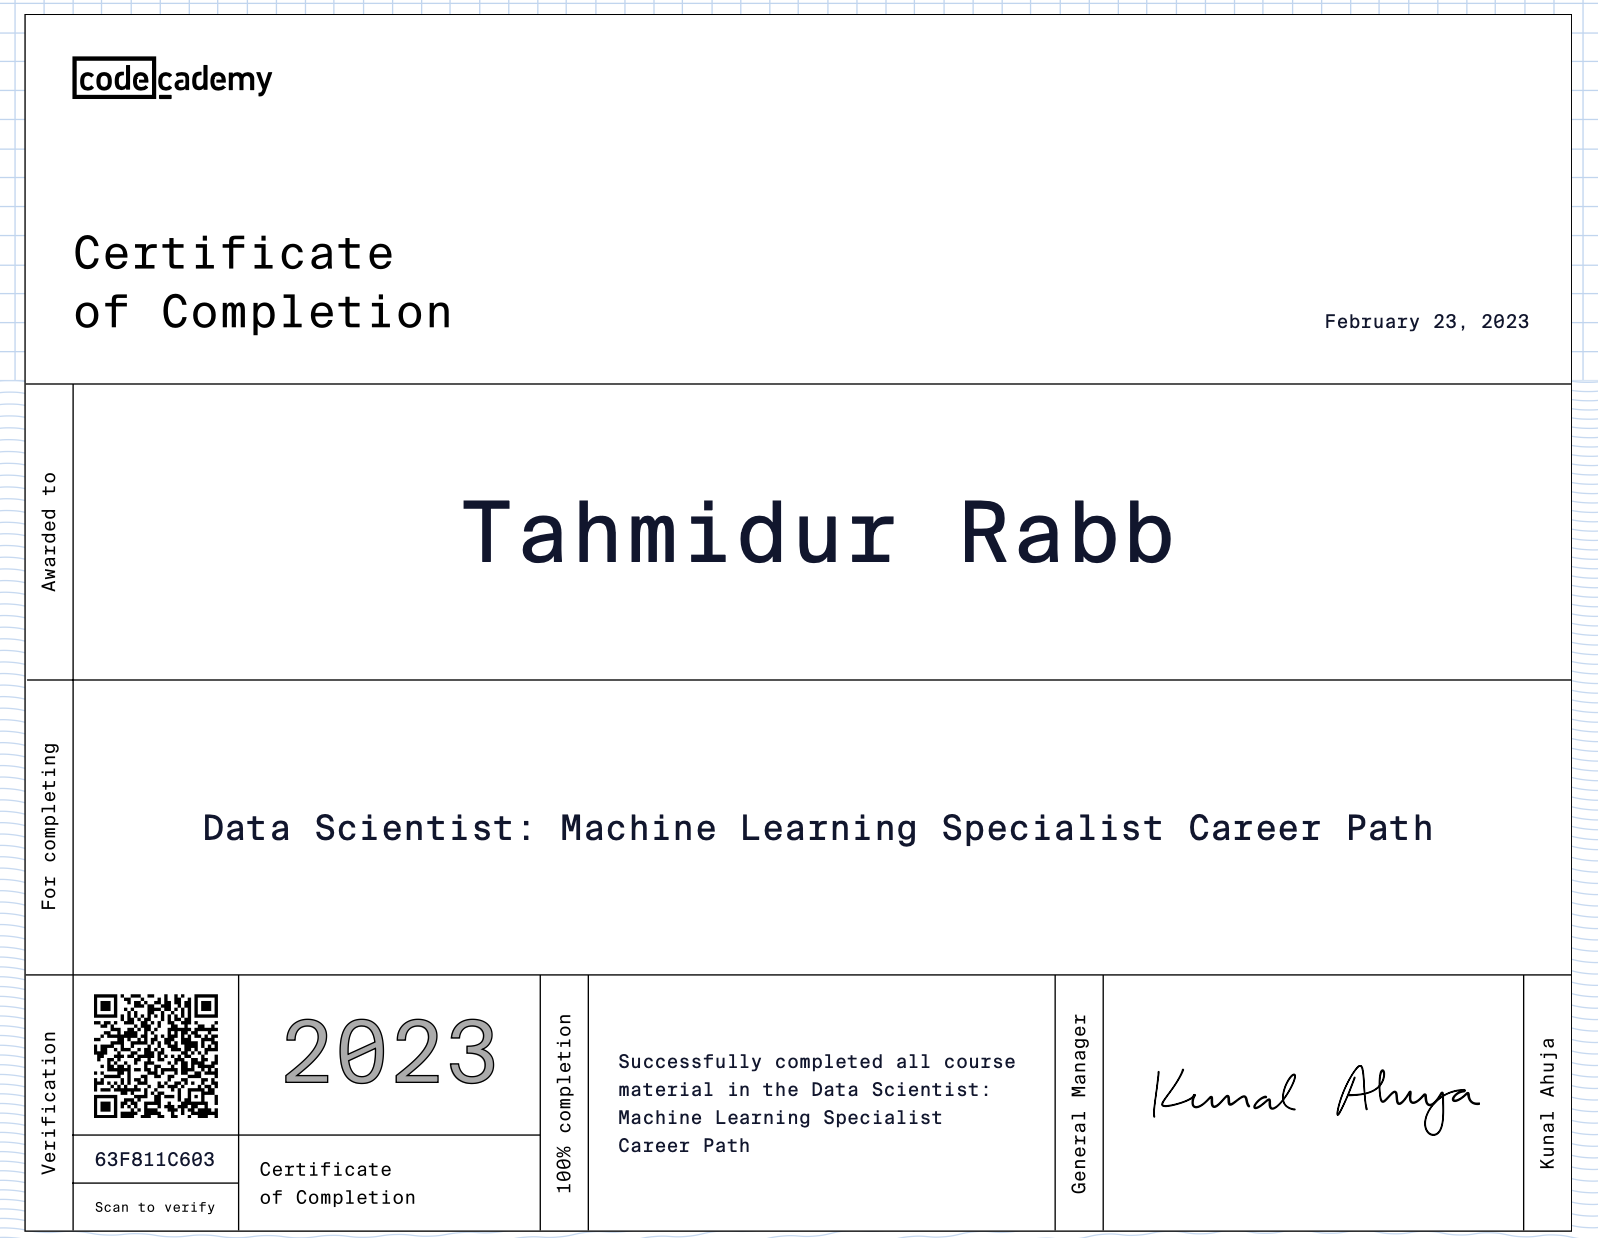 codecademy
Certificate
of Completion
February 23, 2023
Awarded to
Tahmidur Rabb
For completing
Data Scientist: Machine Learning Specialist Career Path
Verification
63F811C603
Scan to verify
2023
Certificate
of Completion
100% completion
Successfully completed all course
material in the Data Scientist:
Machine Learning Specialist
Career Path
General Manager
Kunal Ahuja
Kunal Ahuja